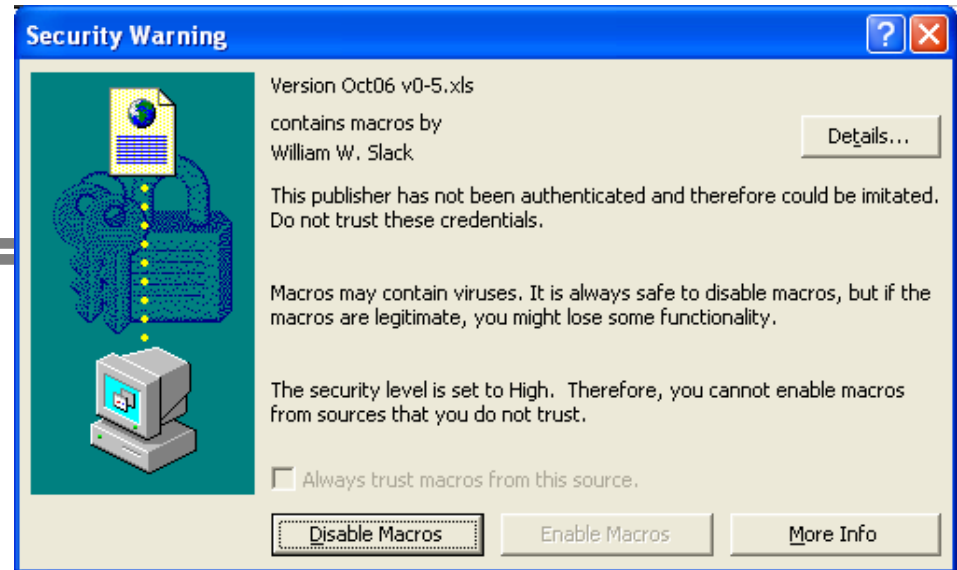 Security Warning
Version Oct06 v0-5.xls
contains macros by
William W. Slack
Details...
This publisher has not been authenticated and therefore could be imitated.
Do not trust these credentials.
Macros may contain viruses. It is always safe to disable macros, but if the
macros are legitimate, you might lose some functionality.
The security level is set to High.  Therefore, you cannot enable macros
from sources that you do not trust.
Always trust macros from this source.
Disable Macros
Enable Macros
More Info